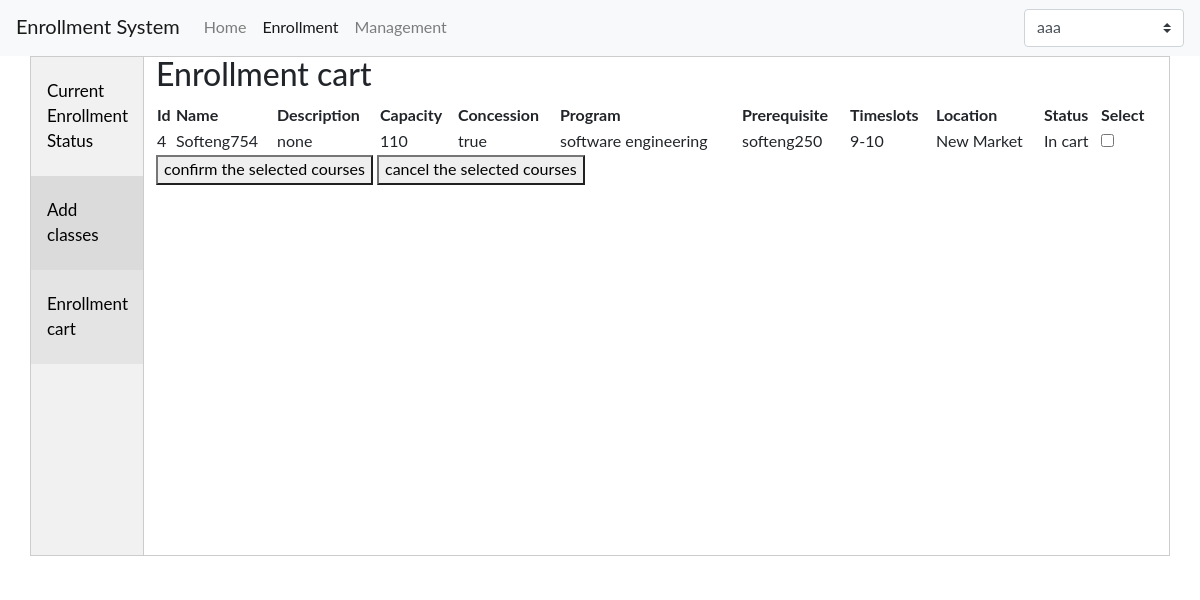 Enrollment System Home Enrollment Management aaa
Current
Enrollment
Status
Add
classes
Enrollment
cart
Enrollment cart
Id Name Description Capacity Concession Program Prerequisite Timeslots Location Status Select
4 Softeng754 none 110 true software engineering softeng250 9-10 New Market In cart
confirm the selected courses cancel the selected courses